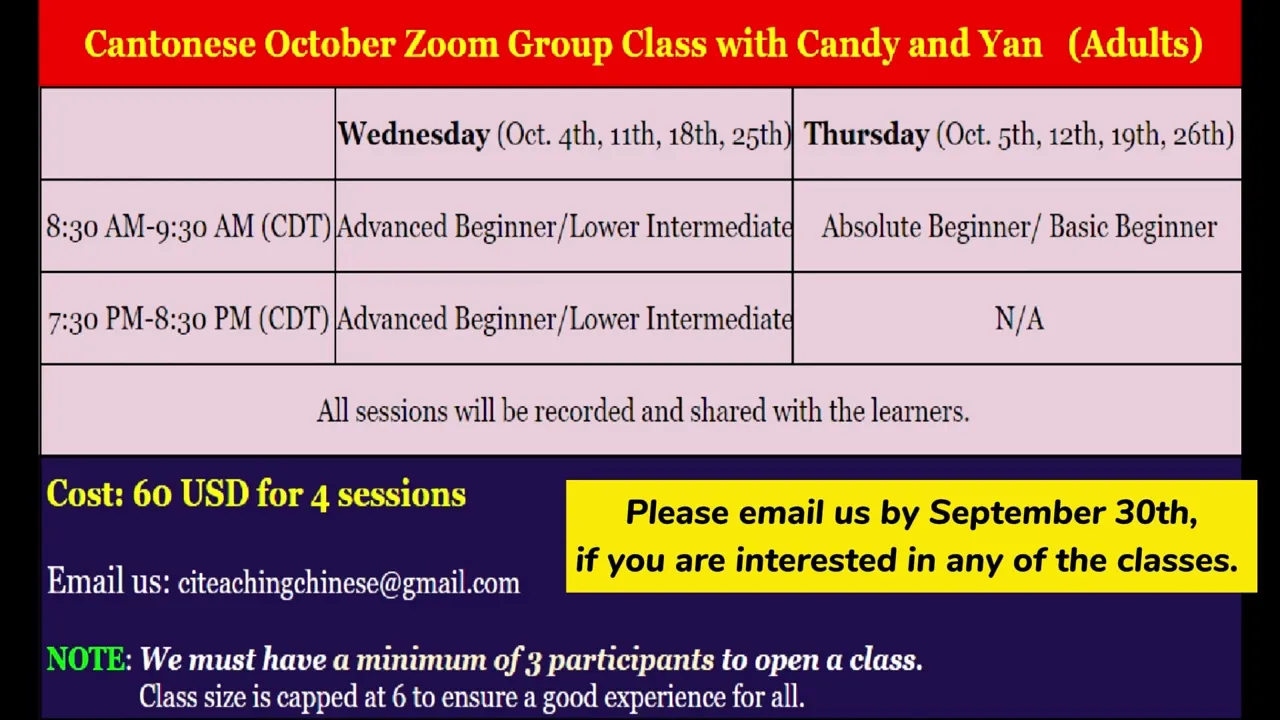 Cantonese October Zoom Group Class with Candy and Yan (Adults)
Wednesday (Oct. 4th, 11th, 18th, 25th) Thursday (Oct. 5th, 12th, 19th, 26th)
8:30 AM-9:30 AM (CDT) Advanced Beginner/Lower Intermediate Absolute Beginner/ Basic Beginner
7:30 PM-8:30 PM (CDT) Advanced Beginner/Lower Intermediate N/A
All sessions will be recorded and shared with the learners.
Cost: 60 USD for 4 sessions
Please email us by September 30th,
if you are interested in any of the classes.
Email us: citeachingchinese@gmail.com
NOTE: We must have a minimum of 3 participants to open a class.
Class size is capped at 6 to ensure a good experience for all.